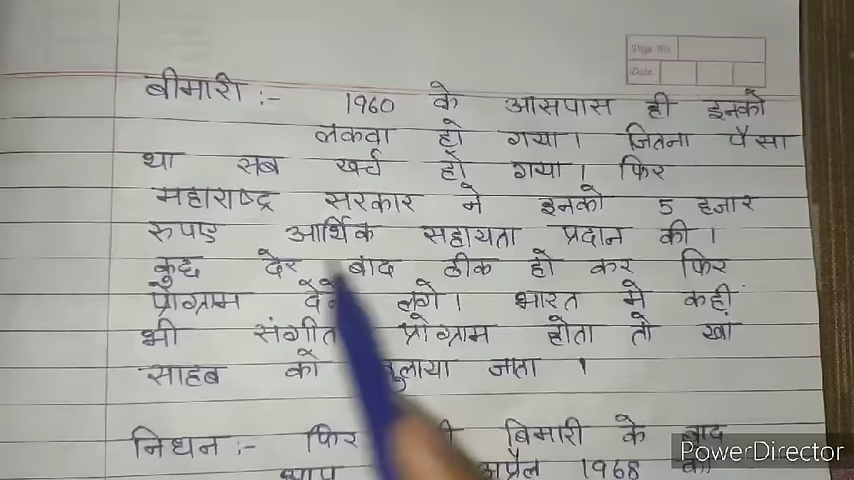 Page No.
Date
बीमारी :- 1960 के आसपास ही इनको
लकवा हो गया। जितना पैसा
था सब खर्च हो गया। फिर
महाराष्ट्र सरकार ने इनको 5 हजार
रुपए आर्थिक सहायता प्रदान की।
कुछ देर बाद ठीक हो कर फिर
प्रोग्राम देने लगे। भारत मे कहीं
भी संगीत प्रोग्राम होता तो खां
साहब को बुलाया जाता ।
निधन :- फिर बिमारी के बाद
आप अप्रैल 1968 को
PowerDirector